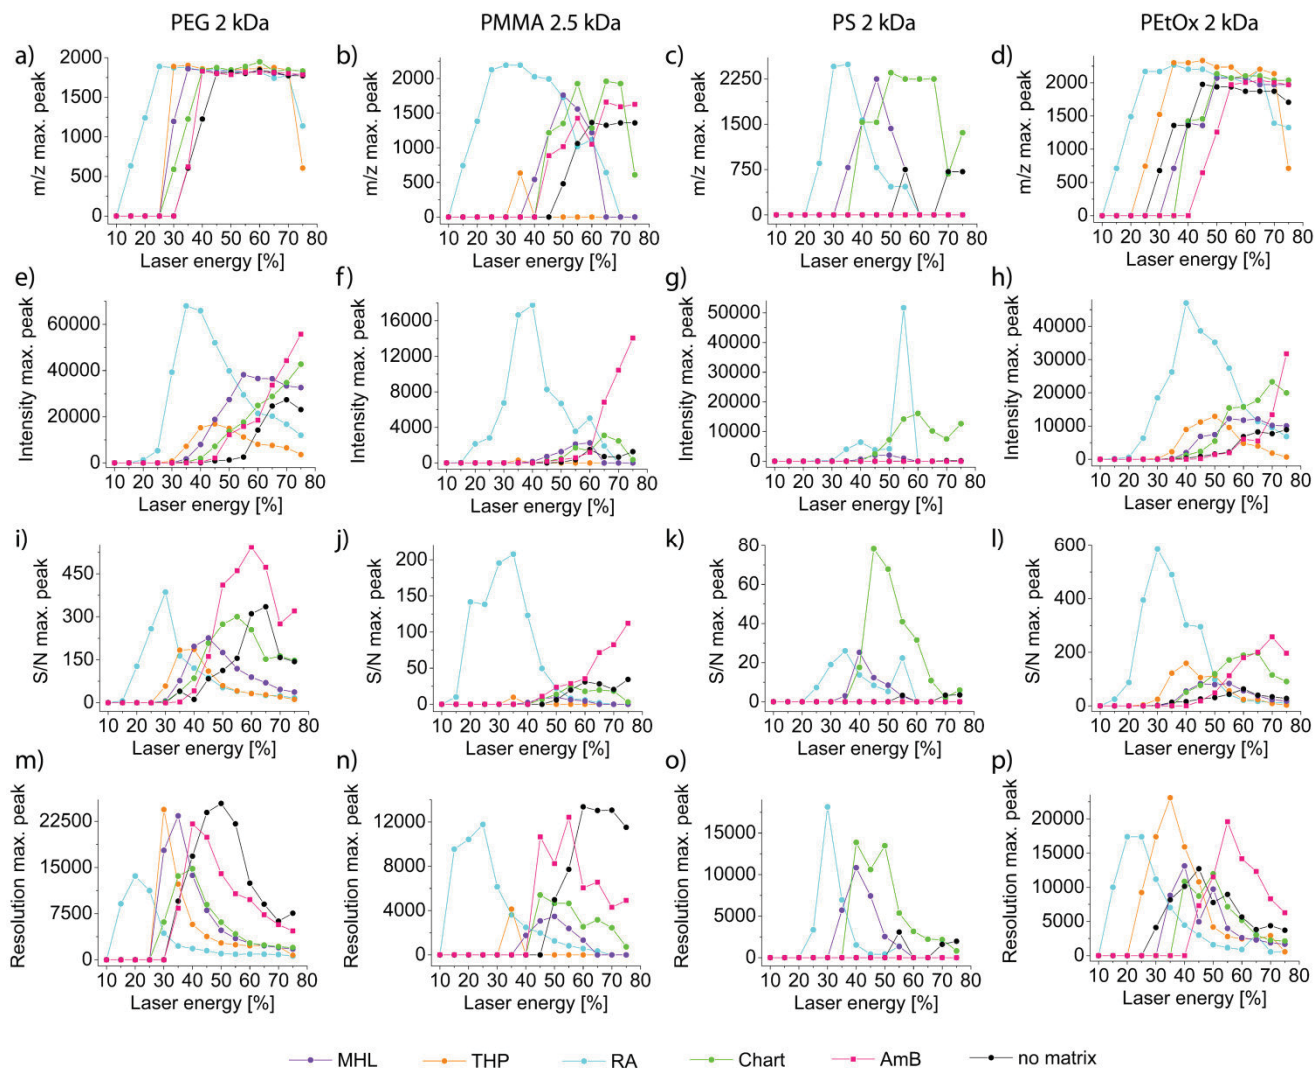 PEG 2 kDa PMMA 2.5 kDa PS 2 kDa PEtOx 2 kDa
a) b) c) d)
m/z max. peak
2000
1500
1000
500
0
10 20 30 40 50 60 70 80
Laser energy [%]
m/z max. peak
2000
1500
1000
500
0
10 20 30 40 50 60 70 80
Laser energy [%]
m/z max. peak
2250
1500
750
0
10 20 30 40 50 60 70 80
Laser energy [%]
m/z max. peak
2000
1500
1000
500
0
10 20 30 40 50 60 70 80
Laser energy [%]
e) f) g) h)
Intensity max. peak
60000
40000
20000
0
10 20 30 40 50 60 70 80
Laser energy [%]
Intensity max. peak
16000
12000
8000
4000
0
10 20 30 40 50 60 70 80
Laser energy [%]
Intensity max. peak
50000
40000
30000
20000
10000
0
10 20 30 40 50 60 70 80
Laser energy [%]
Intensity max. peak
40000
30000
20000
10000
0
10 20 30 40 50 60 70 80
Laser energy [%]
i) j) k) l)
S/N max. peak
450
300
150
0
10 20 30 40 50 60 70 80
Laser energy [%]
S/N max. peak
200
150
100
50
0
10 20 30 40 50 60 70 80
Laser energy [%]
S/N max. peak
80
60
40
20
0
10 20 30 40 50 60 70 80
Laser energy [%]
S/N max. peak
600
400
200
0
10 20 30 40 50 60 70 80
Laser energy [%]
m) n) o) p)
Resolution max. peak
22500
15000
7500
0
10 20 30 40 50 60 70 80
Laser energy [%]
Resolution max. peak
12000
8000
4000
0
10 20 30 40 50 60 70 80
Laser energy [%]
Resolution max. peak
15000
10000
5000
0
10 20 30 40 50 60 70 80
Laser energy [%]
Resolution max. peak
20000
15000
10000
5000
0
10 20 30 40 50 60 70 80
Laser energy [%]
MHL THP RA Chart AmB no matrix